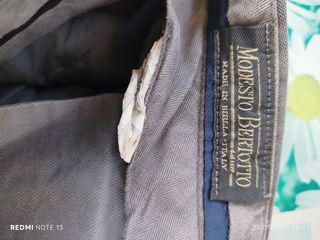 MODESTO BERTOTTO
MADE IN BIELLA ITALY
REDMI NOTE 13